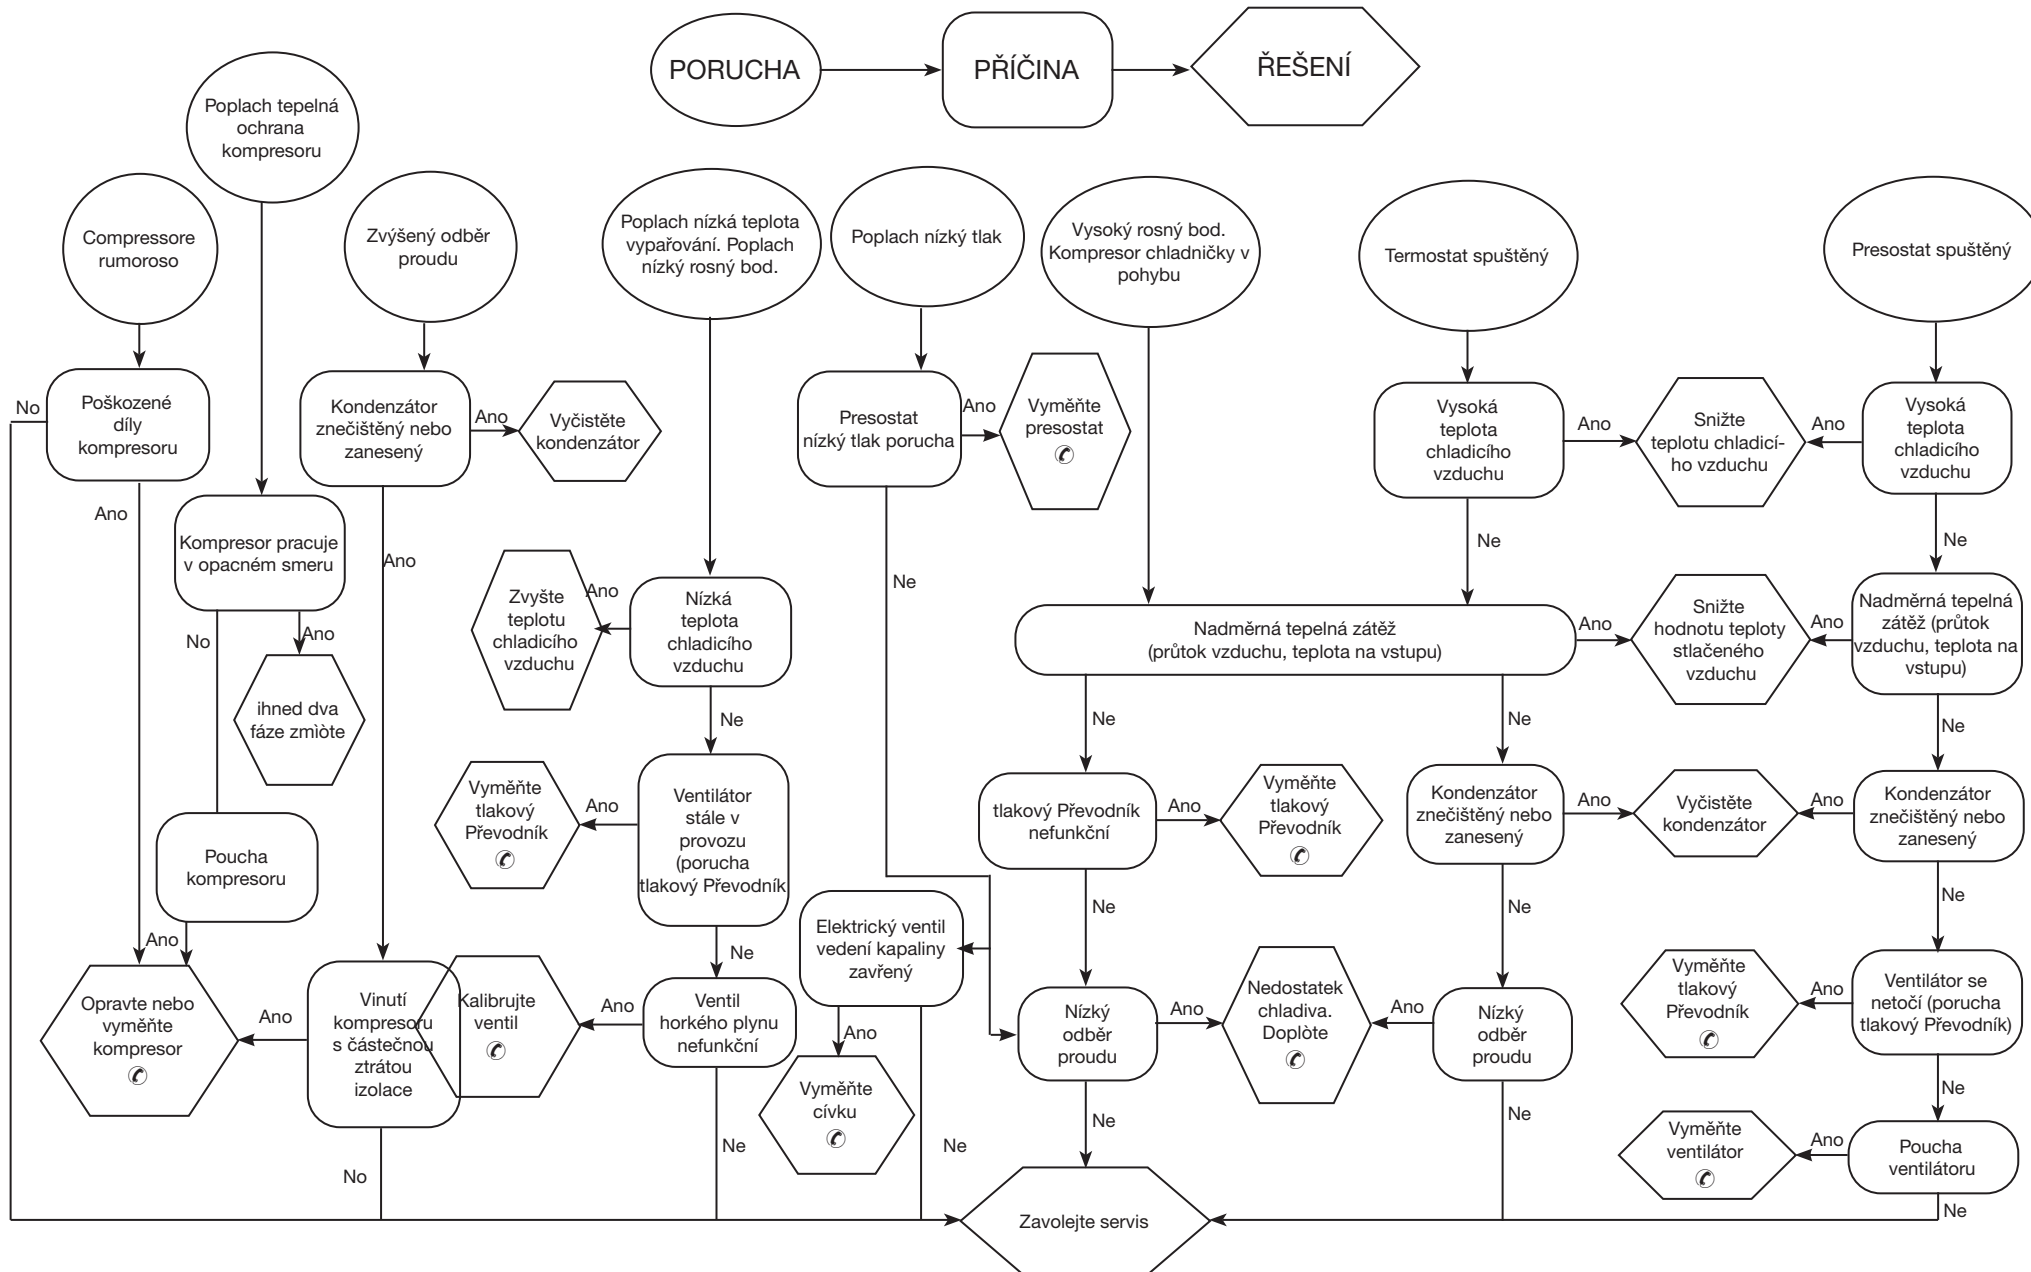 PORUCHA
PŘÍČINA
ŘEŠENÍ
Poplach tepelná
ochrana
kompresoru
Compressore
rumoroso
Zvýšený odběr
proudu
Poplach nízká teplota
vypařování. Poplach
nízký rosný bod.
Poplach nízký tlak
Vysoký rosný bod.
Kompresor chladničky v
pohybu
Termostat spuštěný
Presostat spuštěný
No
Poškozené
díly
kompresoru
Ano
Kondenzátor
znečištěný nebo
zanesený
Ano
Vyčistěte
kondenzátor
Ano
Presostat
nízký tlak porucha
Ano
Vyměňte
presostat
✆
Ne
Vysoká
teplota
chladicího
vzduchu
Ano
Snižte
teplotu chladicí-
ho vzduchu
Ano
Vysoká
teplota
chladicího
vzduchu
Ne
Ne
Kompresor pracuje
v opacném smeru
No
Ano
ihned dva
fáze zmìòte
Zvyšte
teplotu
chladicího
vzduchu
Ano
Nízká
teplota
chladicího
vzduchu
Ne
Nadměrná tepelná zátěž
(průtok vzduchu, teplota na vstupu)
Ano
Snižte
hodnotu teploty
stlačeného
vzduchu
Ano
Nadměrná tepelná
zátěž (průtok
vzduchu, teplota na
vstupu)
Ne
Ne
Ne
Vyměňte
tlakový
Převodník
✆
Ano
Ventilátor
stále v
provozu
(porucha
tlakový Převodník
Ne
tlakový Převodník
nefunkční
Ano
Vyměňte
tlakový
Převodník
✆
Ne
Kondenzátor
znečištěný nebo
zanesený
Ano
Vyčistěte
kondenzátor
Ano
Kondenzátor
znečištěný nebo
zanesený
Ne
Ne
Poucha
kompresoru
Ano
Opravte nebo
vyměňte
kompresor
✆
Ano
Vinutí
kompresoru
s částečnou
ztrátou
izolace
No
Kalibrujte
ventil
✆
Ano
Ventil
horkého plynu
nefunkční
Ne
Elektrický ventil
vedení kapaliny
zavřený
Ano
Vyměňte
cívku
✆
Ne
Nízký
odběr
proudu
Ano
Nedostatek
chladiva.
Doplòte
✆
Ano
Nízký
odběr
proudu
Ne
Ne
Vyměňte
tlakový
Převodník
✆
Ano
Ventilátor se
netočí (porucha
tlakový Převodník)
Ne
Vyměňte
ventilátor
✆
Ano
Poucha
ventilátoru
Ne
Zavolejte servis